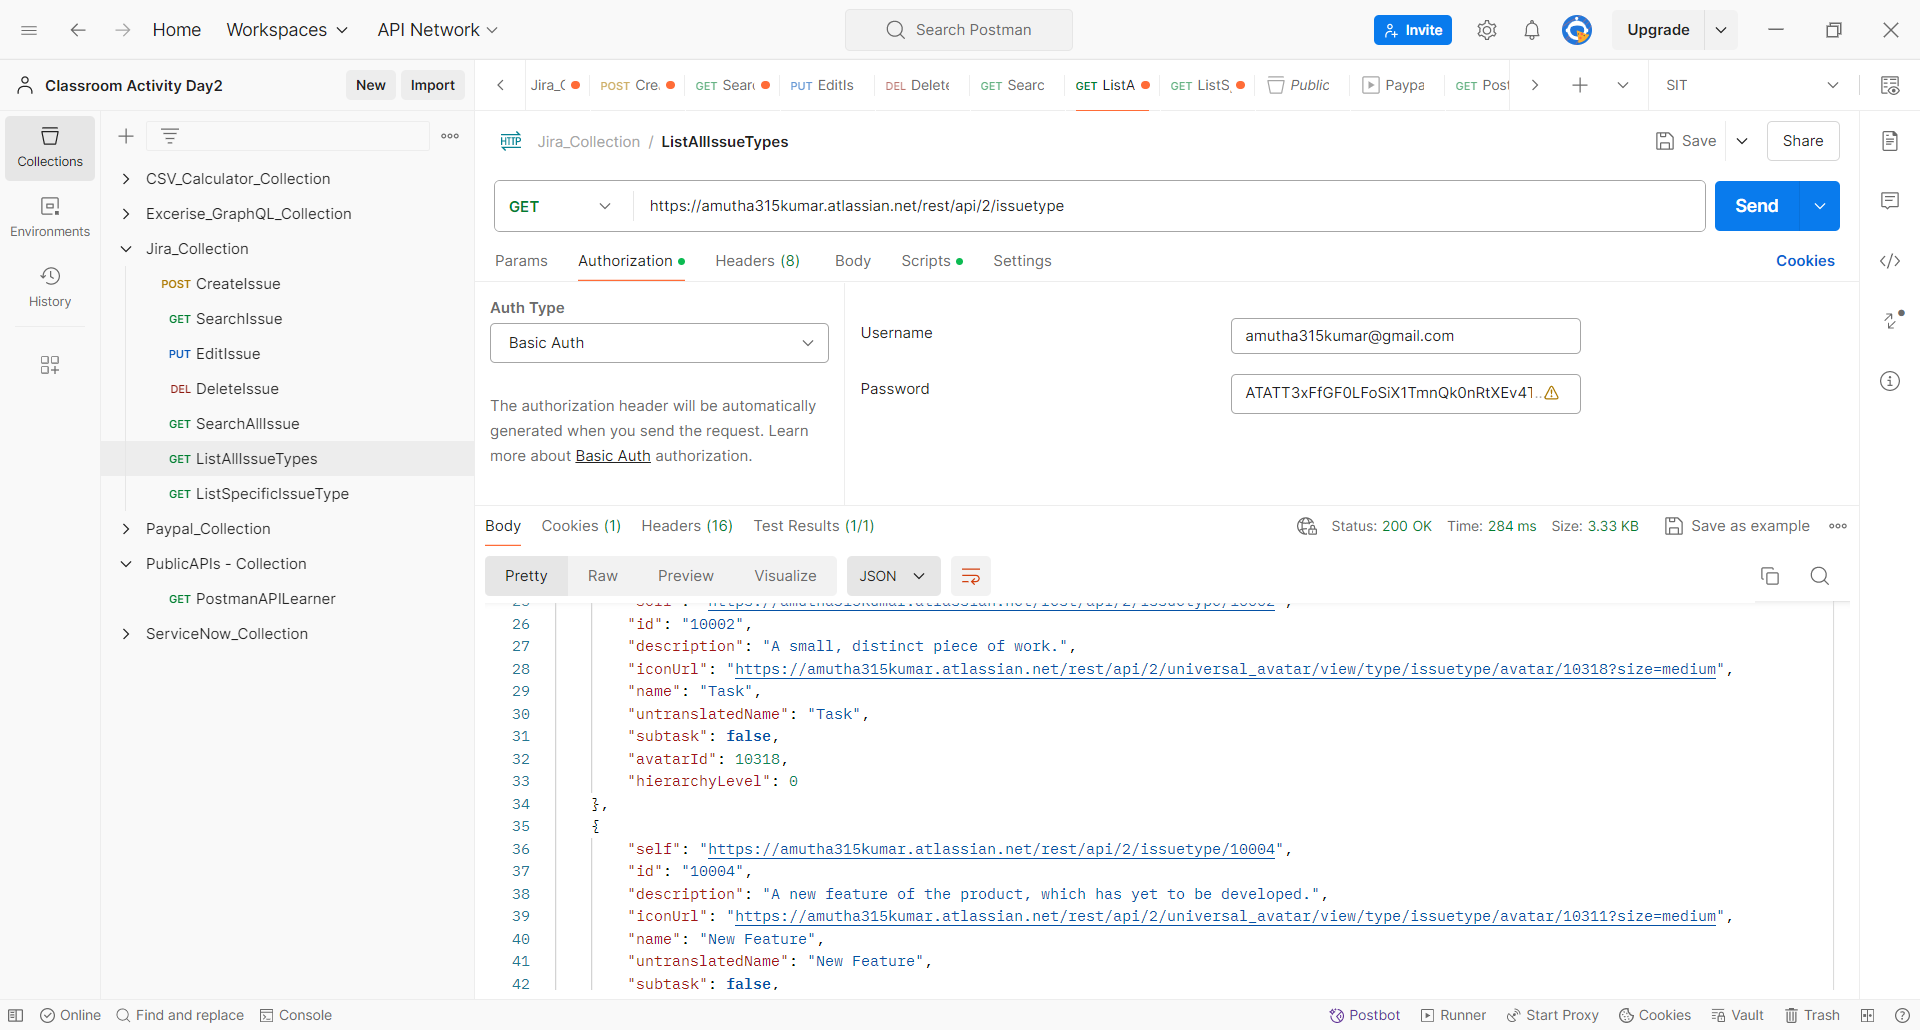 Home
Workspaces
API Network
Search Postman
Invite
Upgrade
Classroom Activity Day2
New
Import
POST Cre.
GET Sear
PUT EditIs
DEL Delete
GET Searc
GET ListA
GET ListS
Public
Paypa
GET Post
SIT
Collections
Environments
History
CSV_Calculator_Collection
Excerise_GraphQL_Collection
Jira_Collection
POST CreateIssue
GET SearchIssue
PUT EditIssue
DEL DeleteIssue
GET SearchAllIssue
GET ListAllIssueTypes
GET ListSpecificIssueType
Paypal_Collection
PublicAPIs - Collection
GET PostmanAPILearner
ServiceNow_Collection
HTTP Jira_Collection / ListAllIssueTypes
Save
Share
GET
https://amutha315kumar.atlassian.net/rest/api/2/issuetype
Send
Params
Authorization
Headers (8)
Body
Scripts
Settings
Cookies
Auth Type
Basic Auth
The authorization header will be automatically
generated when you send the request. Learn
more about Basic Auth authorization.
Username
amutha315kumar@gmail.com
Password
ATATT3xFfGF0LFoSiX1TmnQk0nRtXEv4T...
Body
Cookies (1)
Headers (16)
Test Results (1/1)
Status: 200 OK
Time: 284 ms
Size: 3.33 KB
Save as example
Pretty
Raw
Preview
Visualize
JSON
26 "id": "10002",
27 "description": "A small, distinct piece of work.",
28 "iconUrl": "https://amutha315kumar.atlassian.net/rest/api/2/universal_avatar/view/type/issuetype/avatar/10318?size=medium",
29 "name": "Task",
30 "untranslatedName": "Task",
31 "subtask": false,
32 "avatarId": 10318,
33 "hierarchyLevel": 0
34 },
35 {
36 "self": "https://amutha315kumar.atlassian.net/rest/api/2/issuetype/10004",
37 "id": "10004",
38 "description": "A new feature of the product, which has yet to be developed.",
39 "iconUrl": "https://amutha315kumar.atlassian.net/rest/api/2/universal_avatar/view/type/issuetype/avatar/10311?size=medium",
40 "name": "New Feature",
41 "untranslatedName": "New Feature",
42 "subtask": false,
Online
Find and replace
Console
Postbot
Runner
Start Proxy
Cookies
Vault
Trash